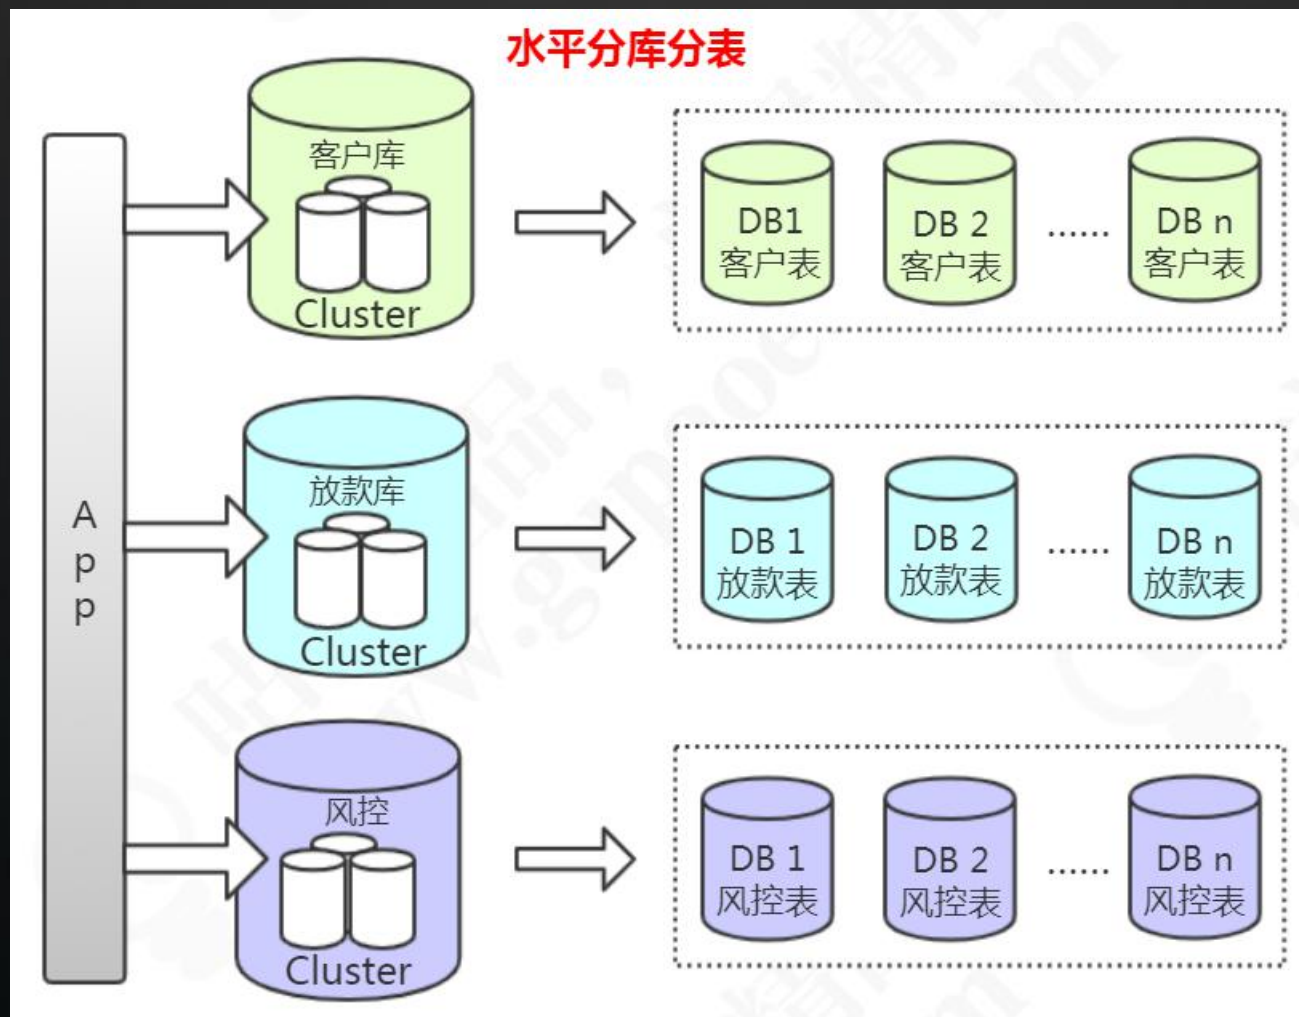 水平分库分表
App
客户库
Cluster
DB1
客户表
DB 2
客户表
......
DB n
客户表
放款库
Cluster
DB 1
放款表
DB 2
放款表
......
DB n
放款表
风控
Cluster
DB 1
风控表
DB 2
风控表
......
DB n
风控表